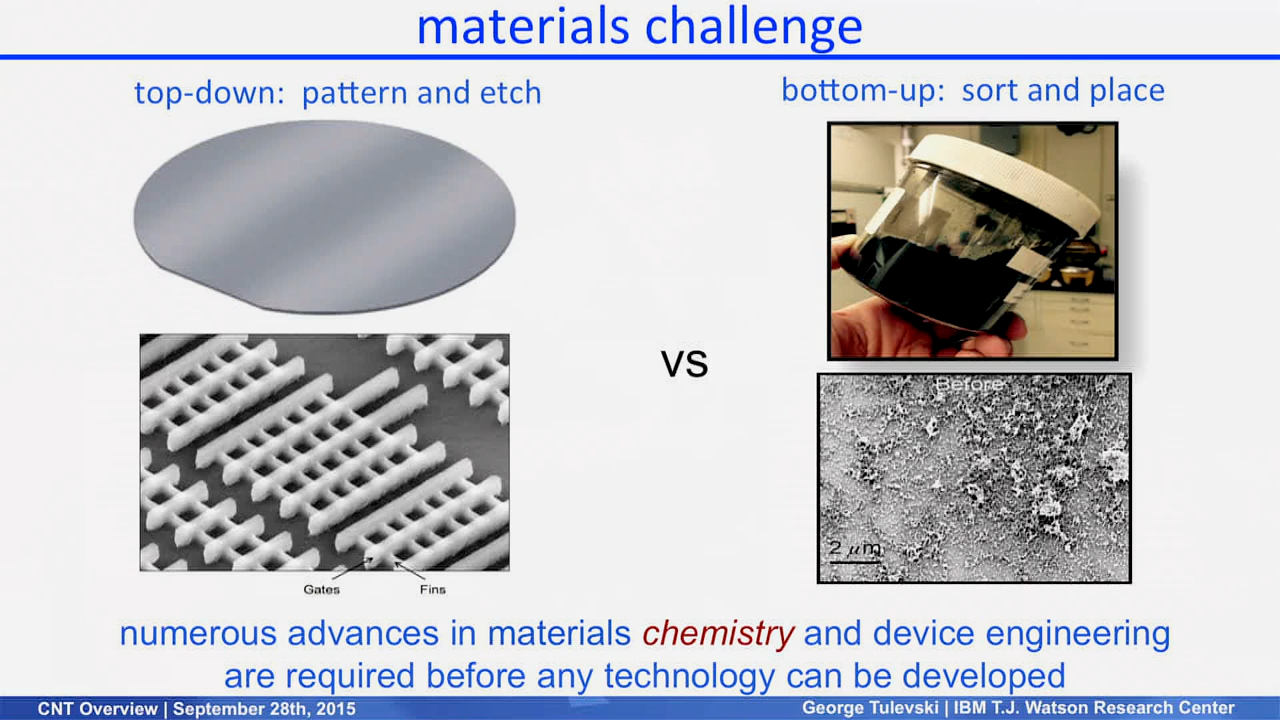 materials challenge
top-down: pattern and etch
bottom-up: sort and place
vs
Before
2 μm
Gates
Fins
numerous advances in materials chemistry and device engineering
are required before any technology can be developed
CNT Overview | September 28th, 2015
George Tulevski | IBM T.J. Watson Research Center